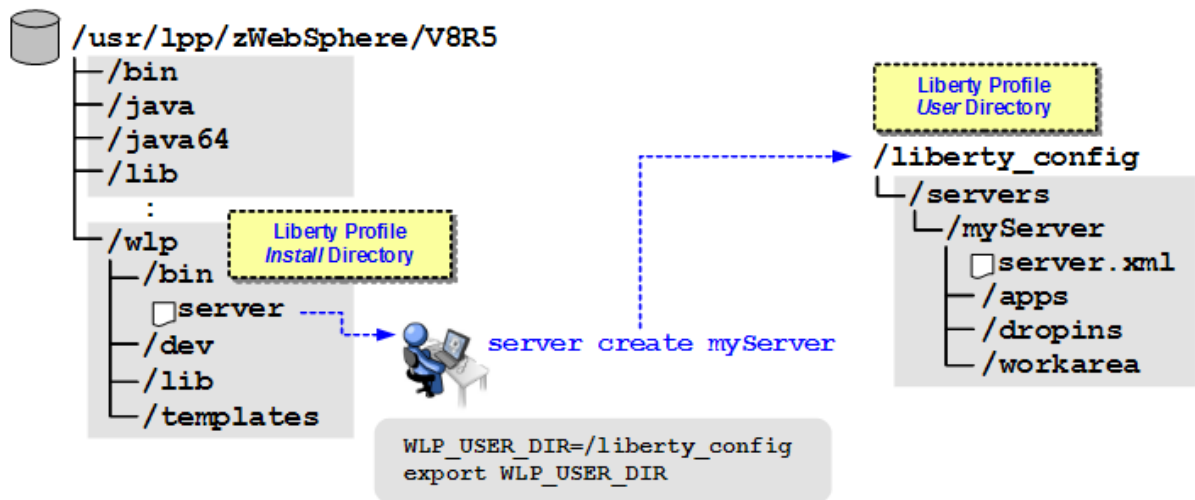 /usr/lpp/zWebSphere/V8R5
/bin
/java
/java64
/lib
:
/wlp
Liberty Profile
Install Directory
/bin
server
/dev
/lib
/templates
server create myServer
WLP_USER_DIR=/liberty_config
export WLP_USER_DIR
Liberty Profile
User Directory
/liberty_config
/servers
/myServer
server.xml
/apps
/dropins
/workarea